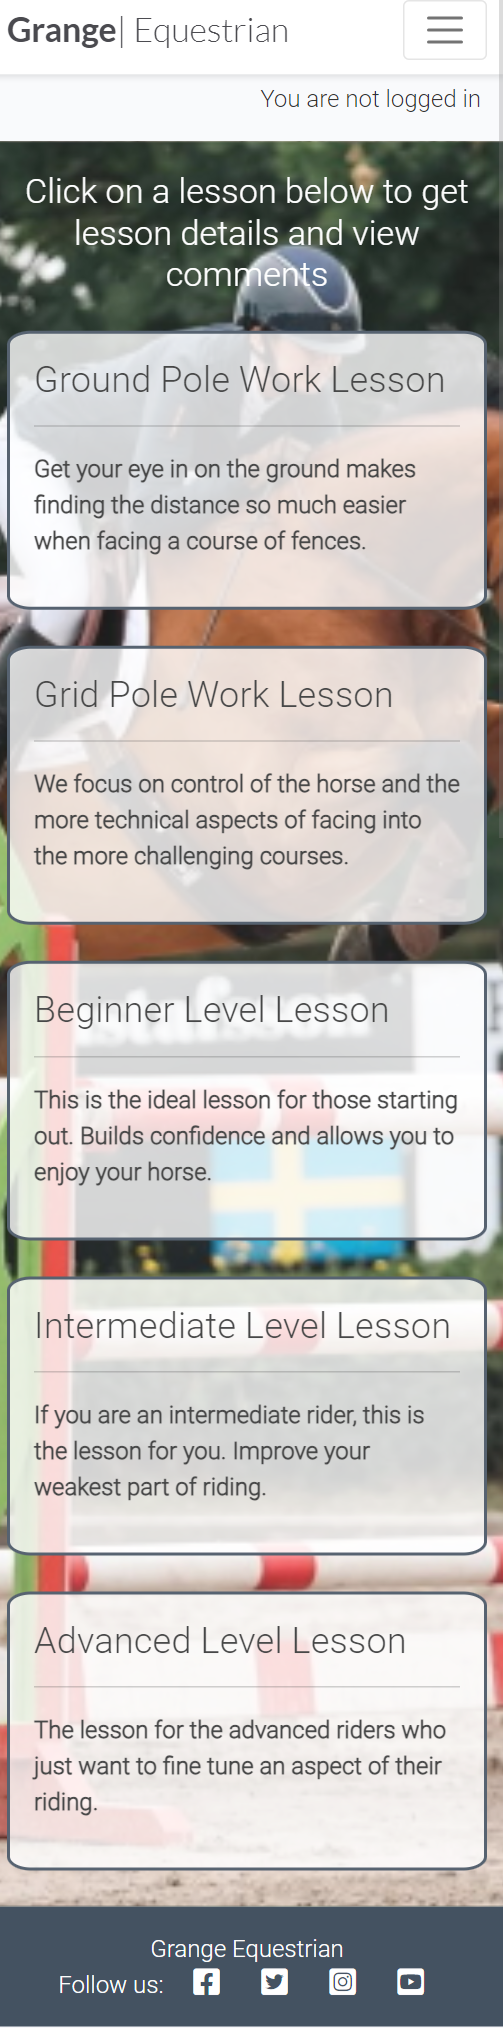 Grange| Equestrian
You are not logged in
Click on a lesson below to get
lesson details and view
comments
Ground Pole Work Lesson
Get your eye in on the ground makes
finding the distance so much easier
when facing a course of fences.
Grid Pole Work Lesson
We focus on control of the horse and the
more technical aspects of facing into
the more challenging courses.
Beginner Level Lesson
This is the ideal lesson for those starting
out. Builds confidence and allows you to
enjoy your horse.
Intermediate Level Lesson
If you are an intermediate rider, this is
the lesson for you. Improve your
weakest part of riding.
Advanced Level Lesson
The lesson for the advanced riders who
just want to fine tune an aspect of their
riding.
Grange Equestrian
Follow us: